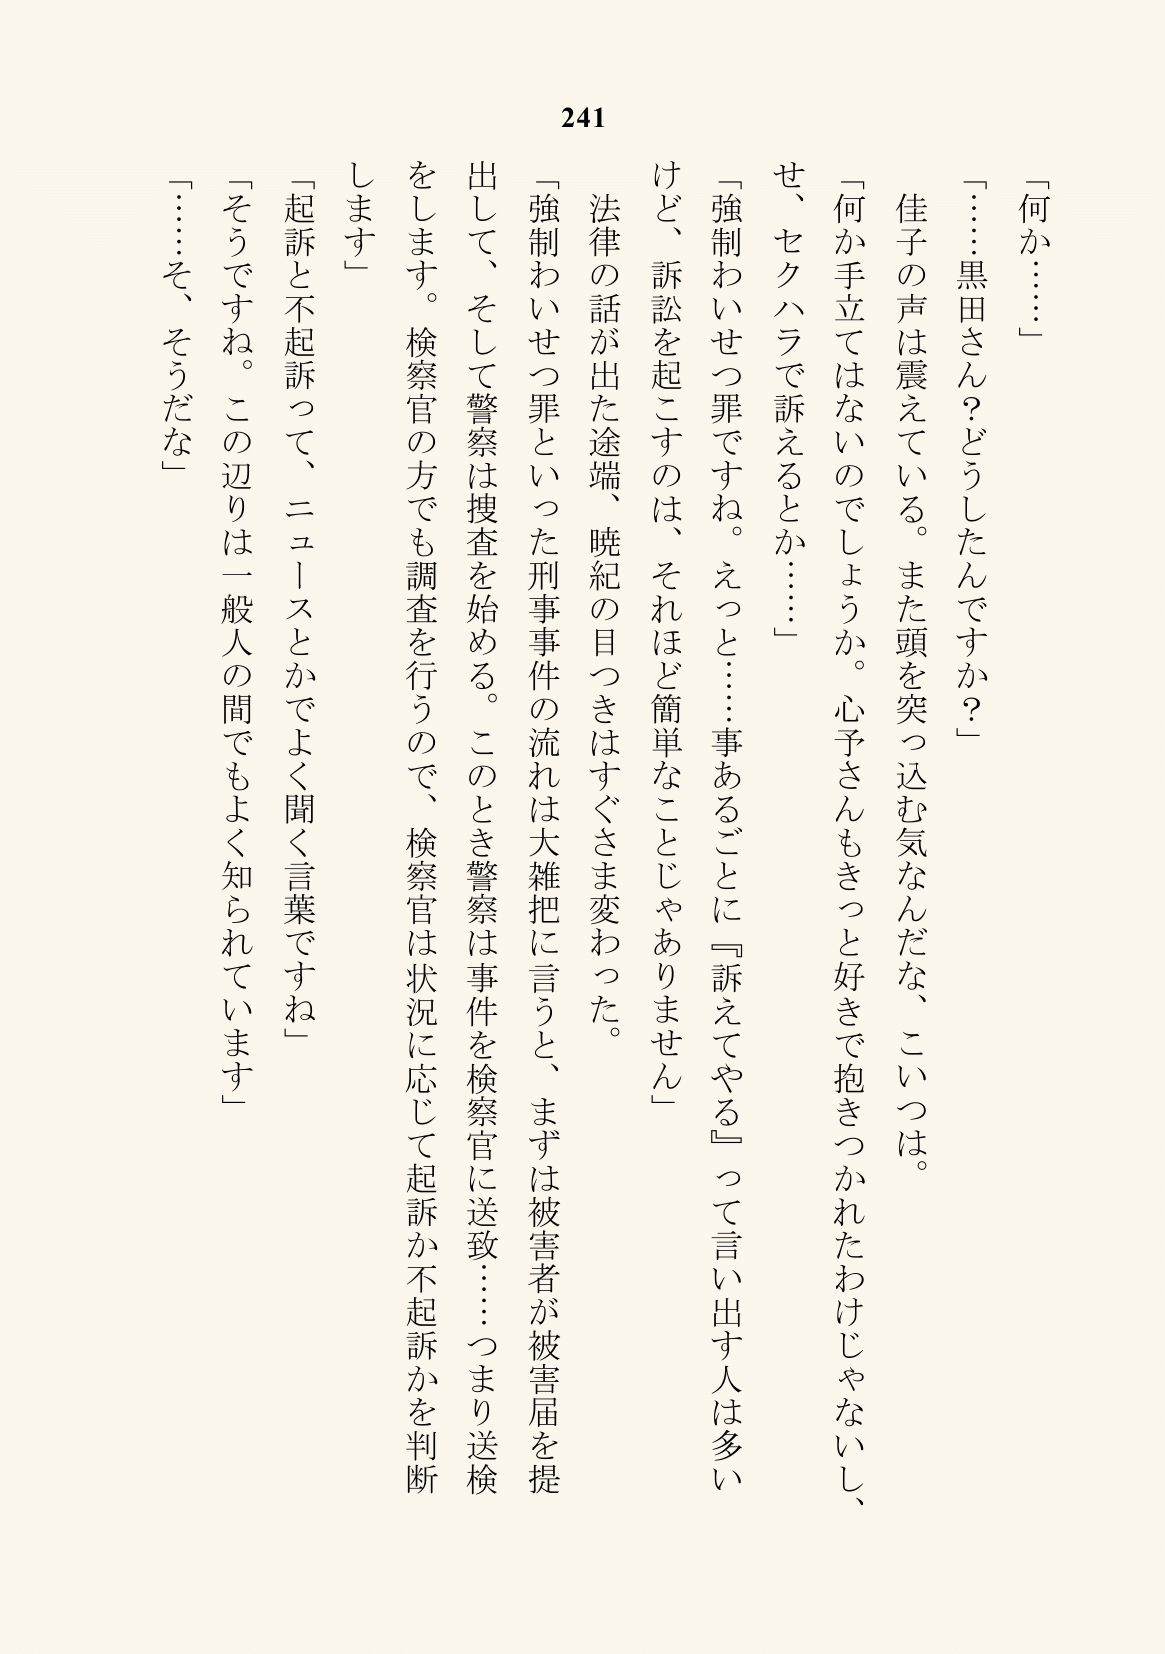 241
「何か……」
「……黒田さん？どうしたんですか？」
　佳子の声は震えている。また頭を突っ込む気なんだな、こいつは。
「何か手立てはないのでしょうか。心予さんもきっと好きで抱きつかれたわけじゃないし、
せ、セクハラで訴えるとか……」
「強制わいせつ罪ですね。えっと……事あるごとに『訴えてやる』って言い出す人は多い
けど、訴訟を起こすのは、それほど簡単なことじゃありません」
　法律の話が出た途端、暁紀の目つきはすぐさま変わった。
「強制わいせつ罪といった刑事事件の流れは大雑把に言うと、まずは被害者が被害届を提
出して、そして警察は捜査を始める。このとき警察は事件を検察官に送致……つまり送検
をします。検察官の方でも調査を行うので、検察官は状況に応じて起訴か不起訴かを判断
します」
「起訴と不起訴って、ニュースとかでよく聞く言葉ですね」
「そうですね。この辺りは一般人の間でもよく知られています」
「……そ、そうだな」